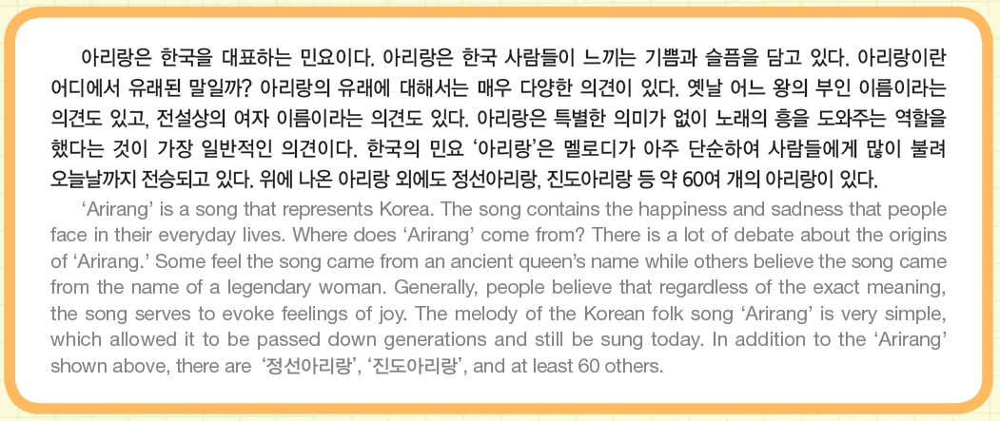 아리랑은 한국을 대표하는 민요이다. 아리랑은 한국 사람들이 느끼는 기쁨과 슬픔을 담고 있다. 아리랑이란
어디에서 유래된 말일까? 아리랑의 유래에 대해서는 매우 다양한 의견이 있다. 옛날 어느 왕의 부인 이름이라는
의견도 있고, 전설상의 여자 이름이라는 의견도 있다. 아리랑은 특별한 의미가 없이 노래의 흥을 도와주는 역할을
했다는 것이 가장 일반적인 의견이다. 한국의 민요 ‘아리랑’은 멜로디가 아주 단순하여 사람들에게 많이 불려
오늘날까지 전승되고 있다. 위에 나온 아리랑 외에도 정선아리랑, 진도아리랑 등 약 60여 개의 아리랑이 있다.
‘Arirang’ is a song that represents Korea. The song contains the happiness and sadness that people
face in their everyday lives. Where does ‘Arirang’ come from? There is a lot of debate about the origins
of ‘Arirang.’ Some feel the song came from an ancient queen’s name while others believe the song came
from the name of a legendary woman. Generally, people believe that regardless of the exact meaning,
the song serves to evoke feelings of joy. The melody of the Korean folk song ‘Arirang’ is very simple,
which allowed it to be passed down generations and still be sung today. In addition to the ‘Arirang’
shown above, there are ‘정선아리랑’, ‘진도아리랑’, and at least 60 others.